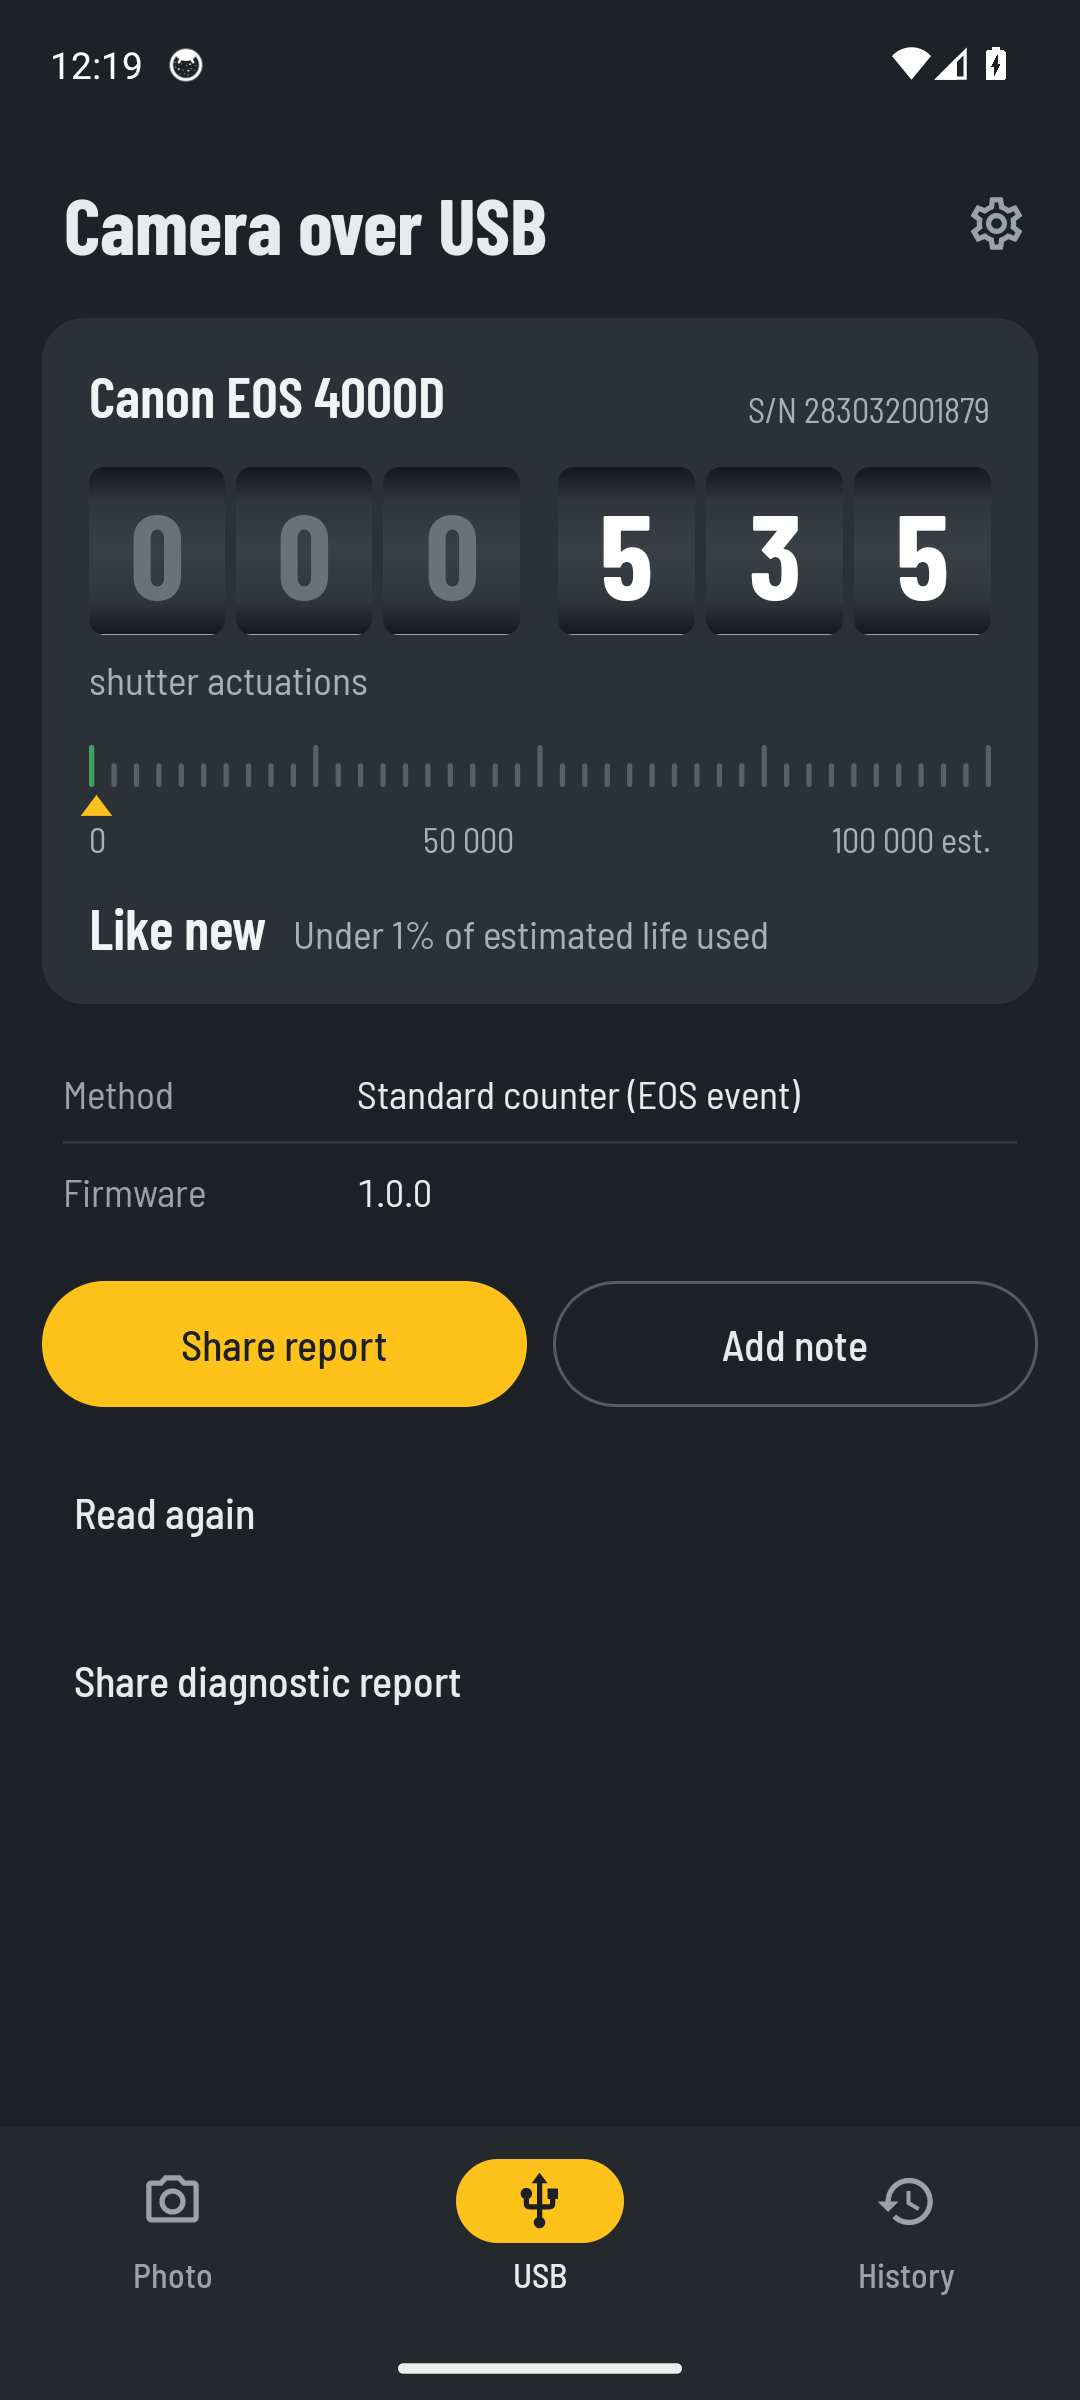 12:19
Camera over USB
Canon EOS 4000D
S/N 283032001879
0 0 0 5 3 5
shutter actuations
0 50 000 100 000 est.
Like new Under 1% of estimated life used
Method Standard counter (EOS event)
Firmware 1.0.0
Share report Add note
Read again
Share diagnostic report
Photo USB History